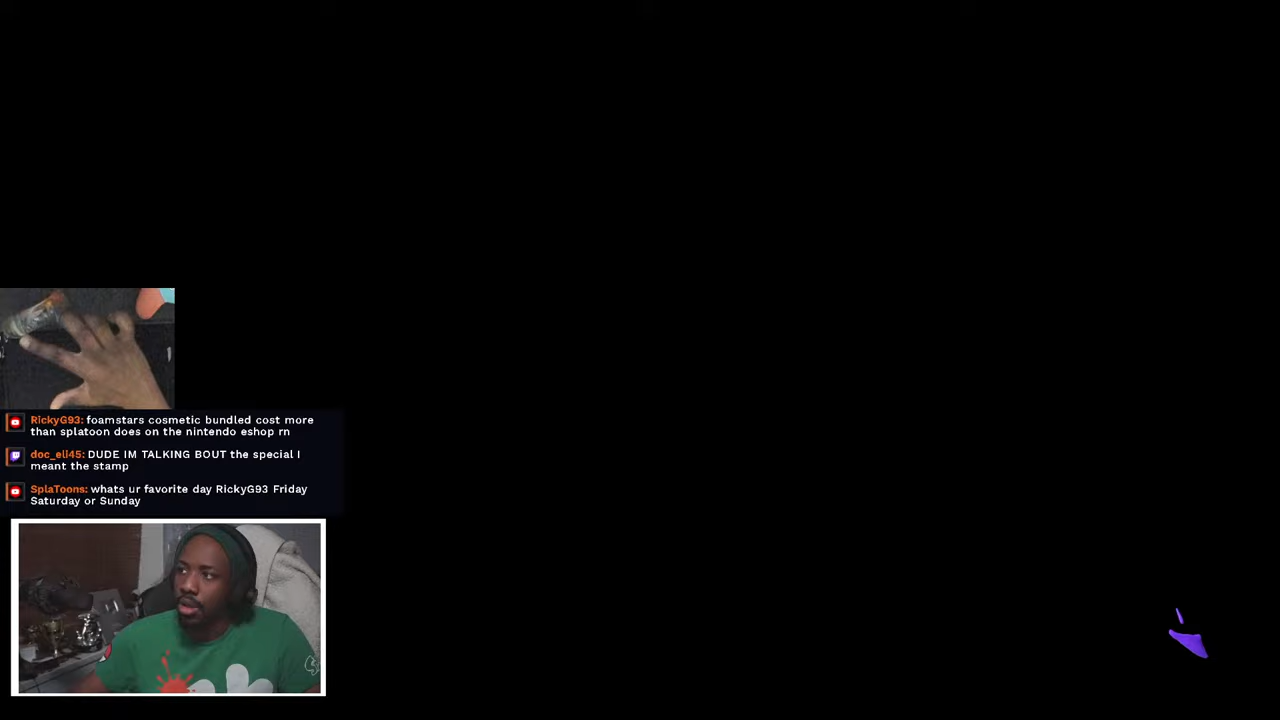 RickyG93: foamstars cosmetic bundled cost more
than splatoon does on the nintendo eshop rn
doc_eli45: DUDE IM TALKING BOUT the special I
meant the stamp
SplaToons: whats ur favorite day RickyG93 Friday
Saturday or Sunday